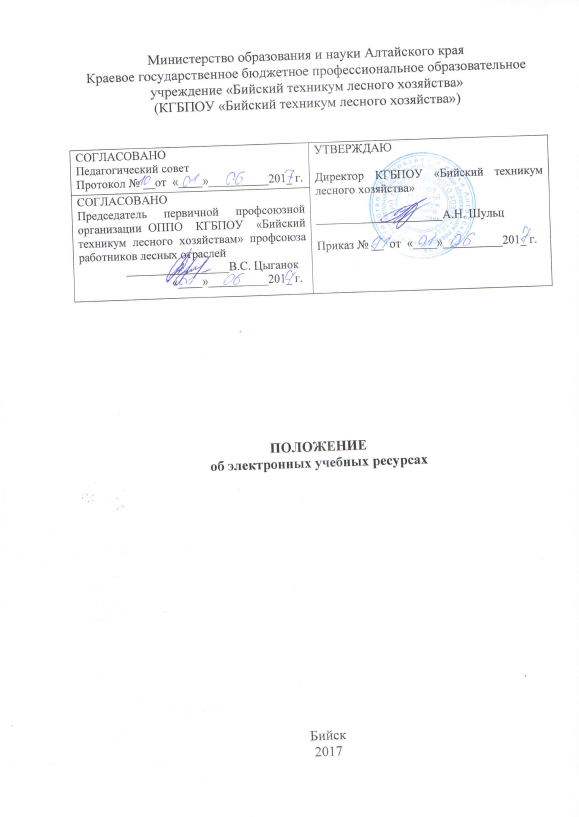 Министерство образования и науки Алтайского края
Краевое государственное бюджетное профессиональное образовательное
учреждение «Бийский техникум лесного хозяйства»
(КГБПОУ «Бийский техникум лесного хозяйства»)
СОГЛАСОВАНО
Педагогический совет
Протокол № 10 от «01» 06 2017 г.
СОГЛАСОВАНО
Председатель первичной профсоюзной
организации ОППО КГБПОУ «Бийский
техникум лесного хозяйствам» профсоюза
работников лесных отраслей
В.С. Цыганок
«01» 06 2017 г.
УТВЕРЖДАЮ
Директор КГБПОУ «Бийский техникум
лесного хозяйства»
А.Н. Шульц
Приказ № от «01» 06 2017 г.
ПОЛОЖЕНИЕ
об электронных учебных ресурсах
Бийск
2017